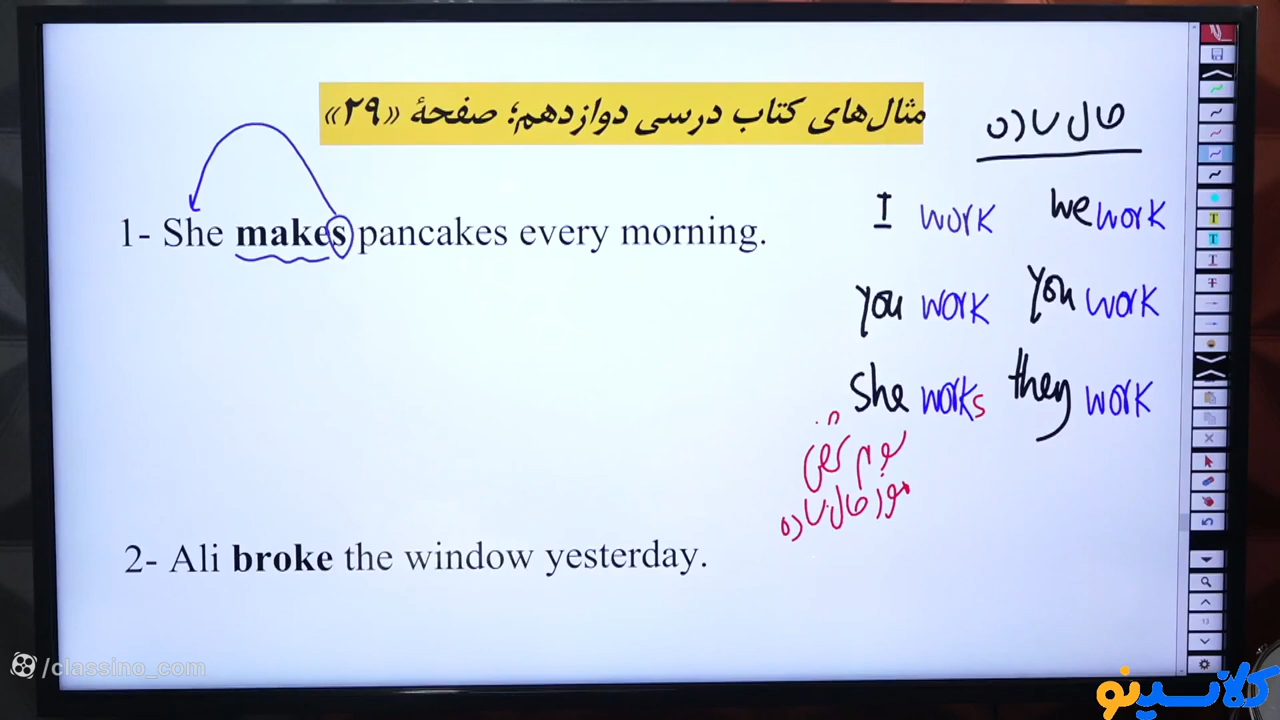 مثال‌های کتاب درسی دوازدهم؛ صفحهٔ «۲۹»
حال ساده
1- She makes pancakes every morning.
I work we work
you work you work
she works they work
سوم شخص
حال ساده
2- Ali broke the window yesterday.
/classino_com
کلاسینو